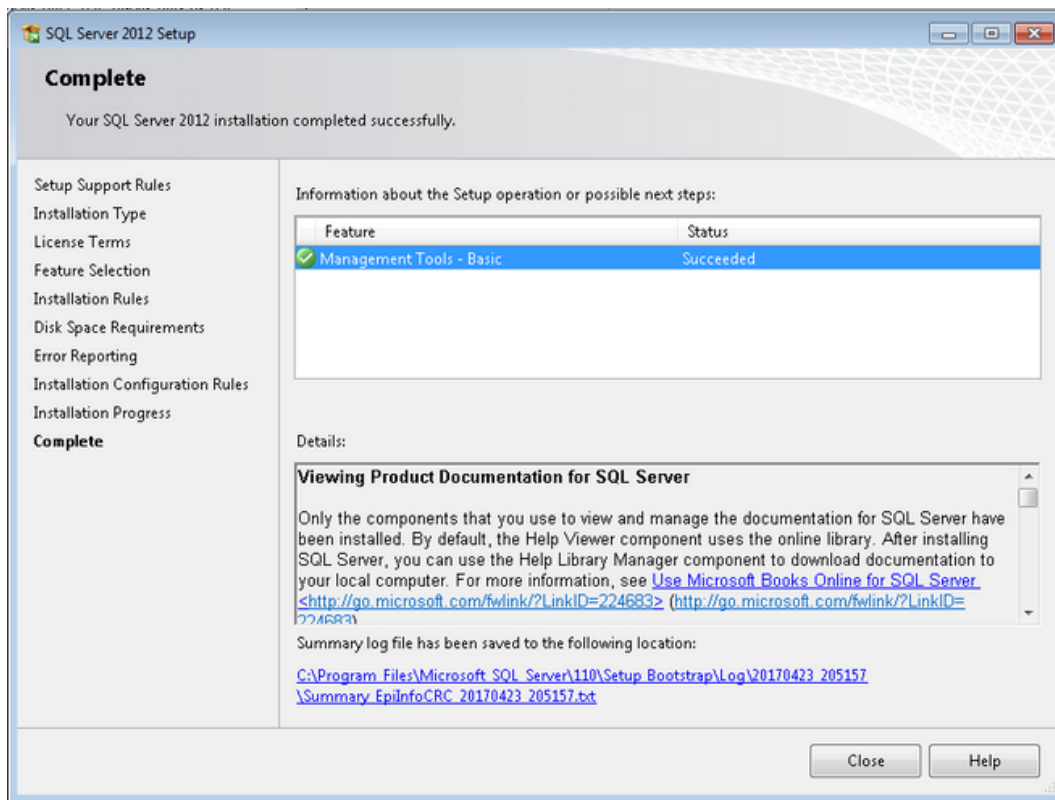 SQL Server 2012 Setup
Complete
Your SQL Server 2012 installation completed successfully.
Setup Support Rules
Installation Type
License Terms
Feature Selection
Installation Rules
Disk Space Requirements
Error Reporting
Installation Configuration Rules
Installation Progress
Complete
Information about the Setup operation or possible next steps:
Feature Status
Management Tools - Basic Succeeded
Details:
Viewing Product Documentation for SQL Server
Only the components that you use to view and manage the documentation for SQL Server have
been installed. By default, the Help Viewer component uses the online library. After installing
SQL Server, you can use the Help Library Manager component to download documentation to
your local computer. For more information, see Use Microsoft Books Online for SQL Server
<http://go.microsoft.com/fwlink/?LinkID=224683> (http://go.microsoft.com/fwlink/?LinkID=
224683)
Summary log file has been saved to the following location:
C:\Program Files\Microsoft SQL Server\110\Setup Bootstrap\Log\20170423_205157
\Summary_EpiInfoCRC_20170423_205157.txt
Close Help